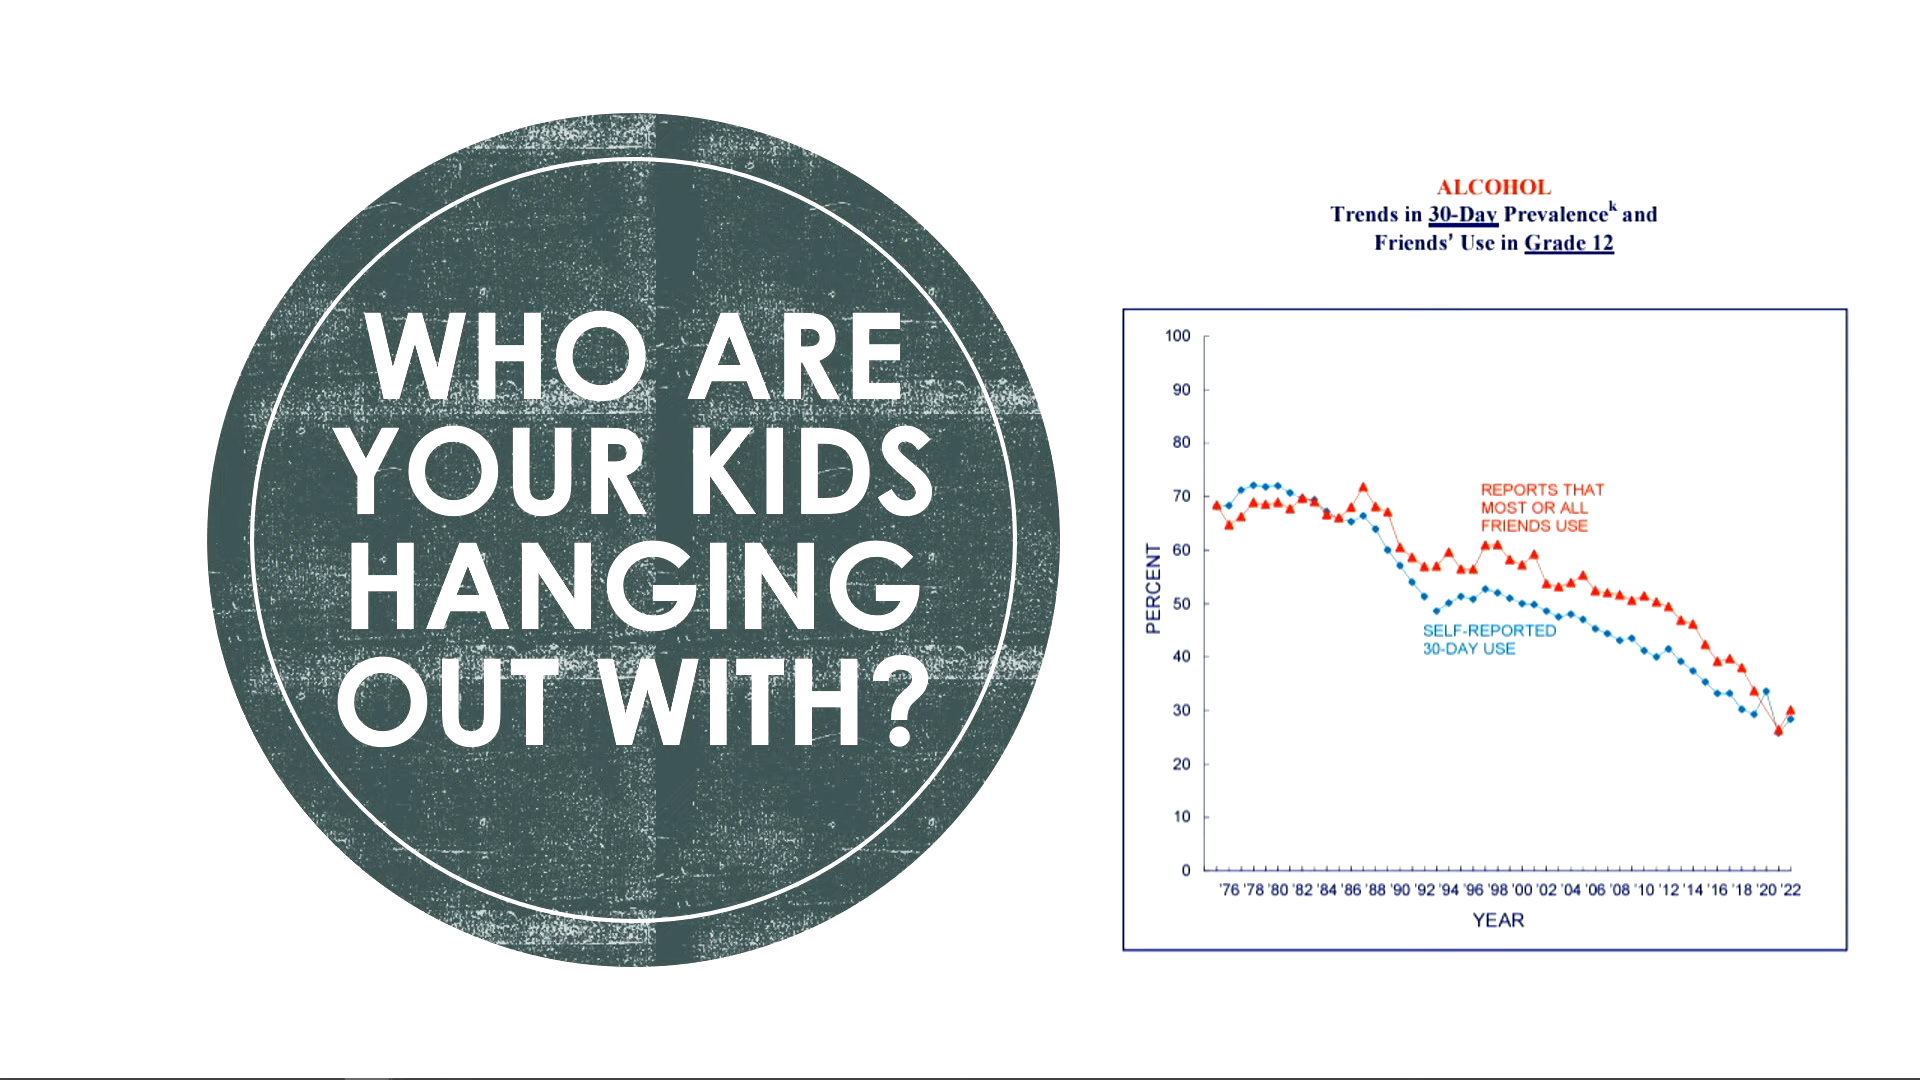 WHO ARE
YOUR KIDS
HANGING
OUT WITH?
ALCOHOL
Trends in 30-Day Prevalenceᵏ and
Friends’ Use in Grade 12
100
90
80
70
60
50
40
30
20
10
0
PERCENT
REPORTS THAT
MOST OR ALL
FRIENDS USE
SELF-REPORTED
30-DAY USE
'76 '78 '80 '82 '84 '86 '88 '90 '92 '94 '96 '98 '00 '02 '04 '06 '08 '10 '12 '14 '16 '18 '20 '22
YEAR